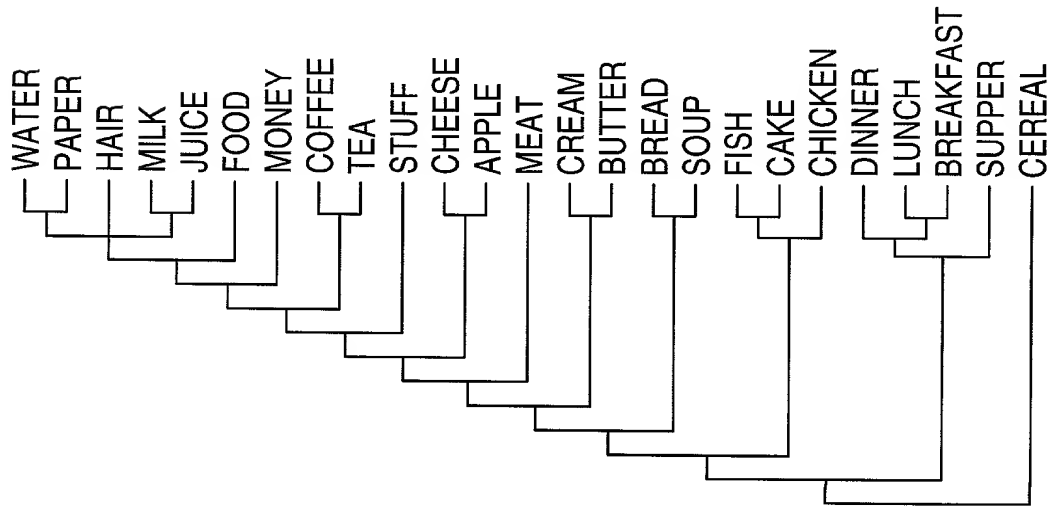 WATER
PAPER
HAIR
MILK
JUICE
FOOD
MONEY
COFFEE
TEA
STUFF
CHEESE
APPLE
MEAT
CREAM
BUTTER
BREAD
SOUP
FISH
CAKE
CHICKEN
DINNER
LUNCH
BREAKFAST
SUPPER
CEREAL